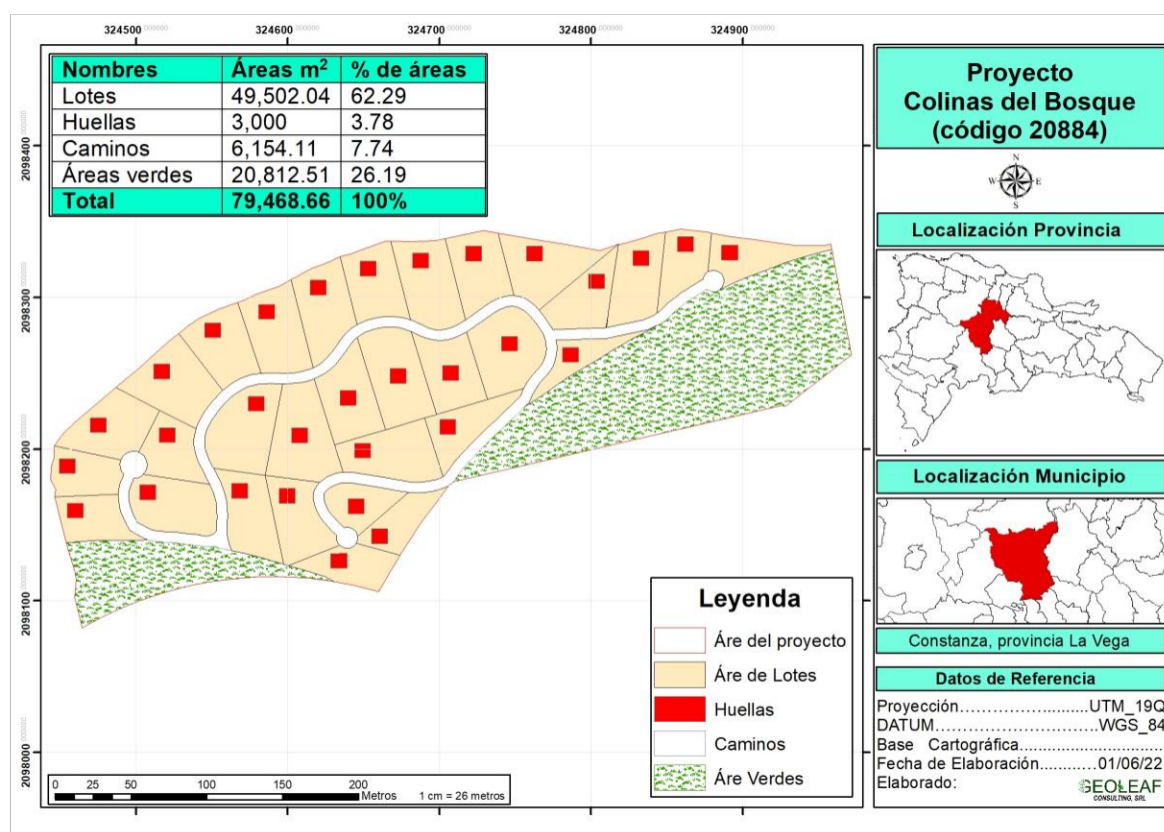 324500.000000 324600.000000 324700.000000 324800.000000 324900.000000
Nombres Áreas m² % de áreas
Lotes 49,502.04 62.29
Huellas 3,000 3.78
Caminos 6,154.11 7.74
Áreas verdes 20,812.51 26.19
Total 79,468.66 100%
2098400
2098300
2098200
2098100
2098000
Leyenda
Áre del proyecto
Áre de Lotes
Huellas
Caminos
Áre Verdes
0 25 50 100 150 200
Metros 1 cm = 26 metros
Proyecto
Colinas del Bosque
(código 20884)
N
W E
S
Localización Provincia
Localización Municipio
Constanza, provincia La Vega
Datos de Referencia
Proyección.......................UTM_19Q
DATUM............................WGS_84
Base Cartográfica..............................
Fecha de Elaboración............01/06/22
Elaborado: GEOLEAF
CONSULTING, SRL